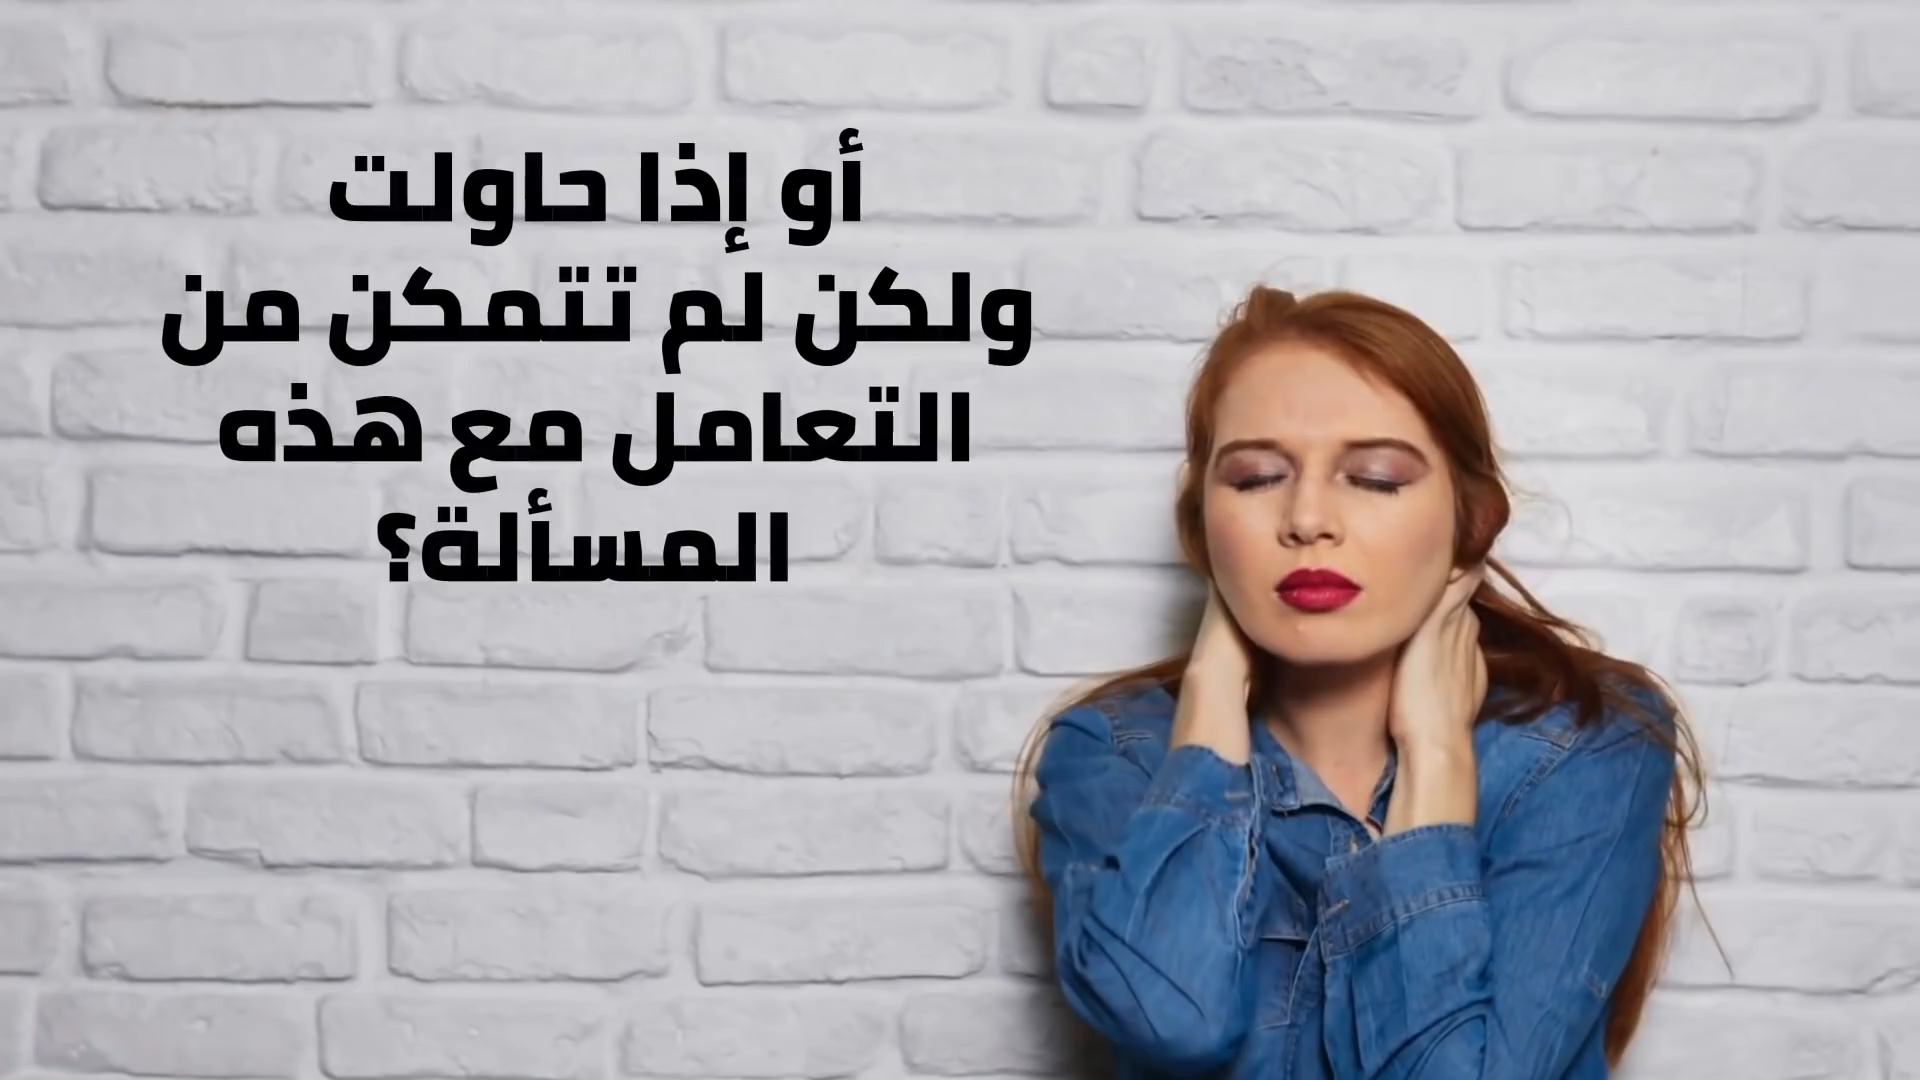 أو إذا حاولت
ولكن لم تتمكن من
التعامل مع هذه
المسألة؟